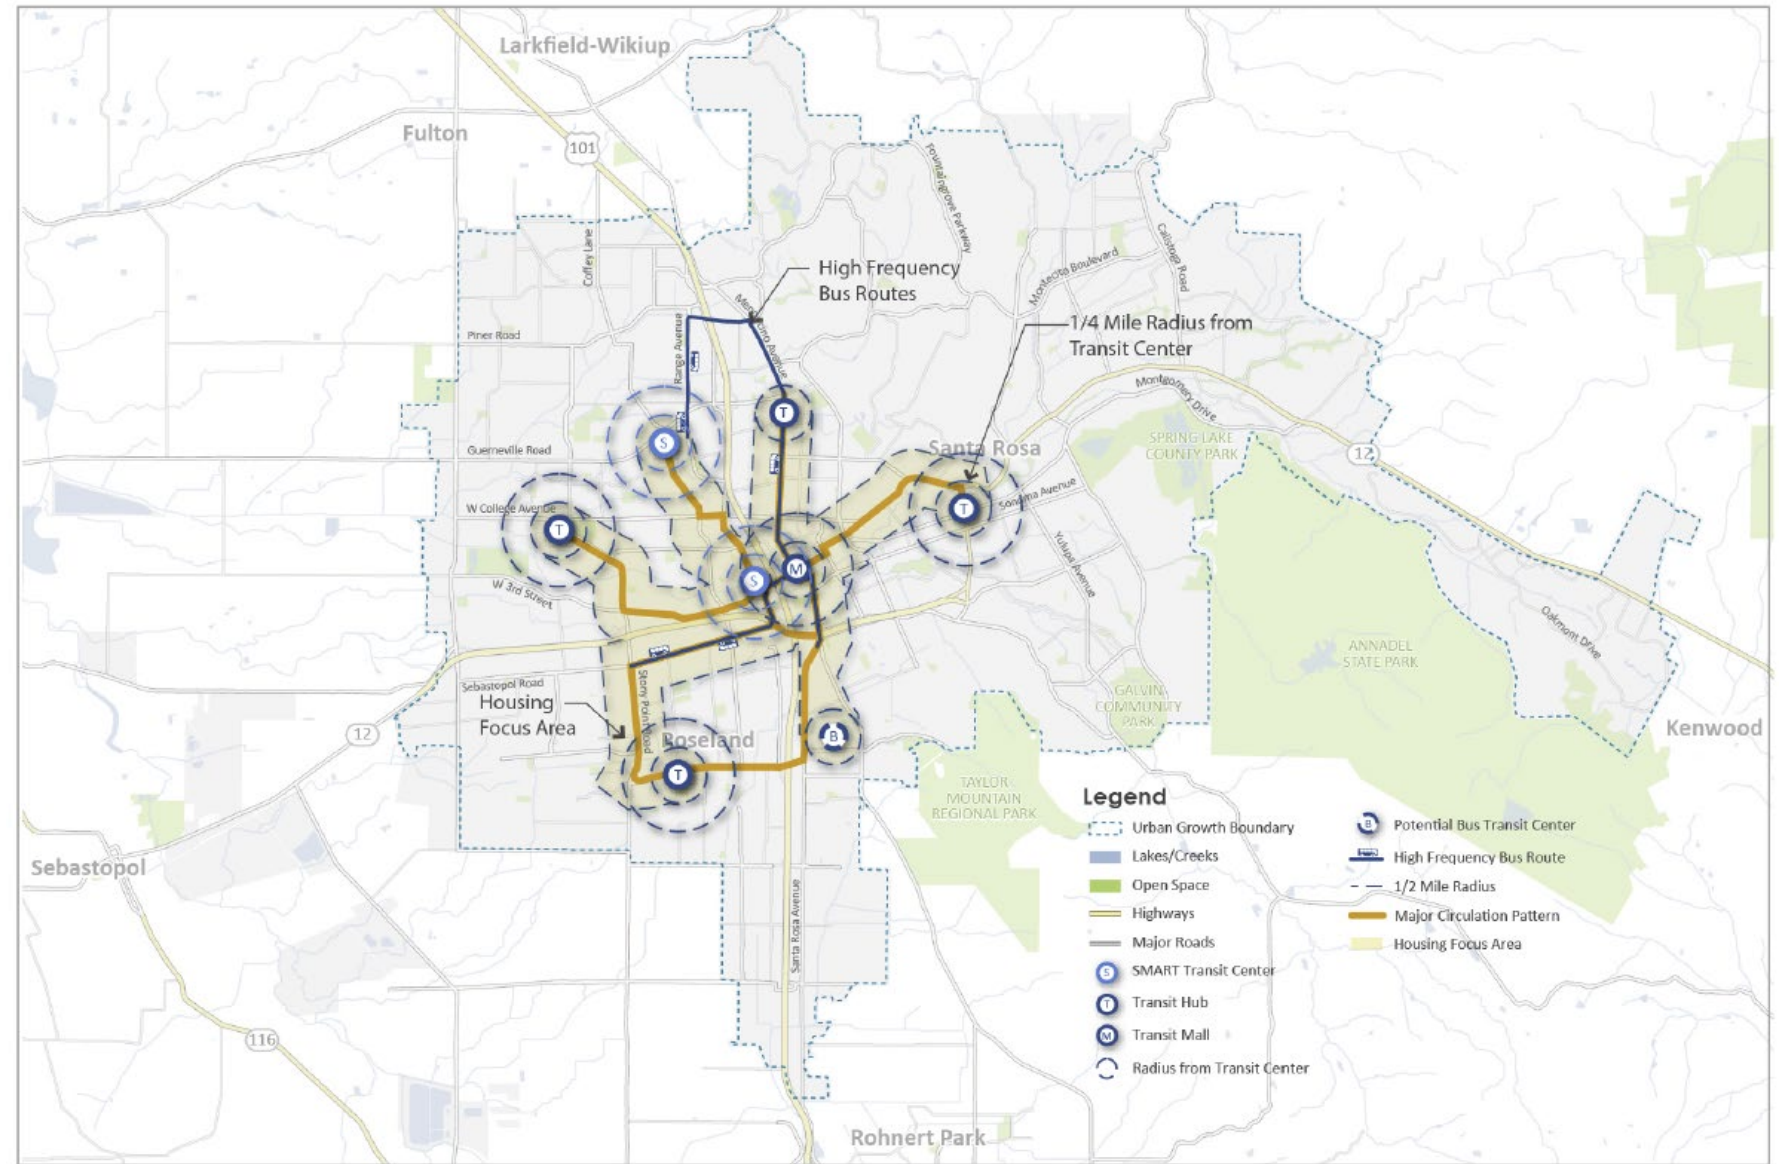 Larkfield-Wikiup
Fulton
101
Coffey Lane
Fountaingrove Parkway
Calistoga Road
Montecito Boulevard
High Frequency
Bus Routes
Mendocino Avenue
1/4 Mile Radius from
Transit Center
Piner Road
Range Avenue
Montgomery Drive
T
S
Guerneville Road
Santa Rosa
SPRING LAKE
COUNTY PARK
12
W College Avenue
Sonoma Avenue
T
T
Yulupa Avenue
M
S
W 3rd Street
Oakmont Drive
ANNADEL
STATE PARK
Sebastopol Road
Stony Point Road
Housing
Focus Area
GALVIN
COMMUNITY
PARK
Kenwood
12
B
Roseland
T
TAYLOR
MOUNTAIN
REGIONAL PARK
Sebastopol
Santa Rosa Avenue
116
Rohnert Park
Legend
Urban Growth Boundary
Lakes/Creeks
Open Space
Highways
Major Roads
S SMART Transit Center
T Transit Hub
M Transit Mall
Radius from Transit Center
B Potential Bus Transit Center
High Frequency Bus Route
1/2 Mile Radius
Major Circulation Pattern
Housing Focus Area